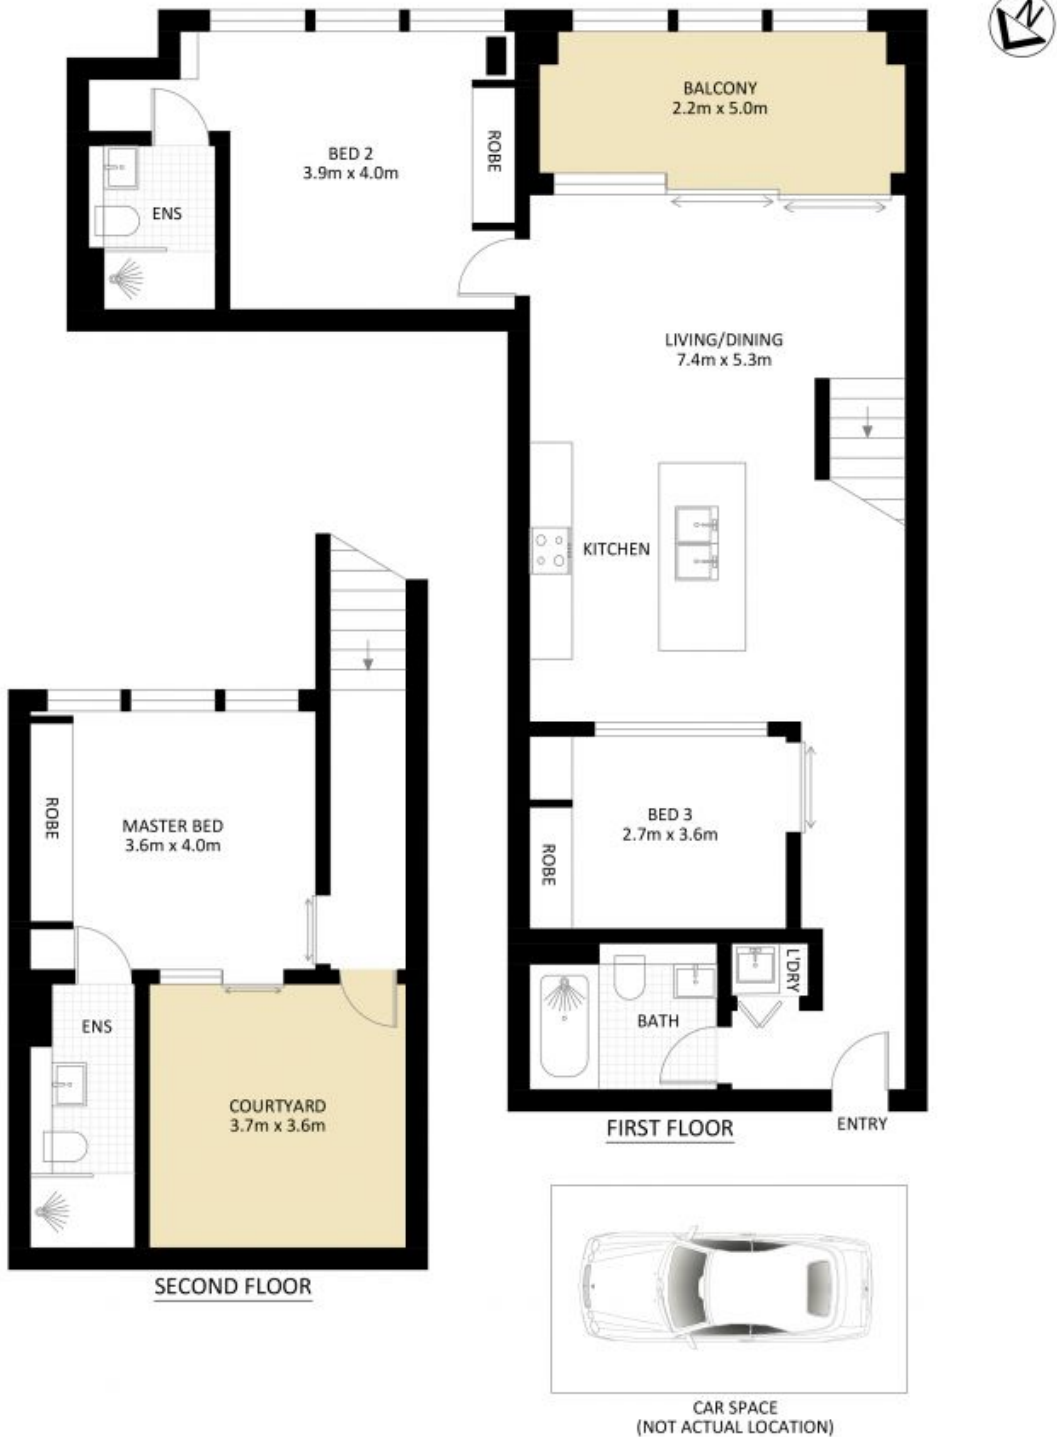 N
BALCONY
2.2m x 5.0m
BED 2
3.9m x 4.0m
ROBE
ENS
LIVING/DINING
7.4m x 5.3m
KITCHEN
BED 3
2.7m x 3.6m
ROBE
L'DRY
BATH
ENTRY
FIRST FLOOR
ROBE
MASTER BED
3.6m x 4.0m
ENS
COURTYARD
3.7m x 3.6m
SECOND FLOOR
CAR SPACE
(NOT ACTUAL LOCATION)